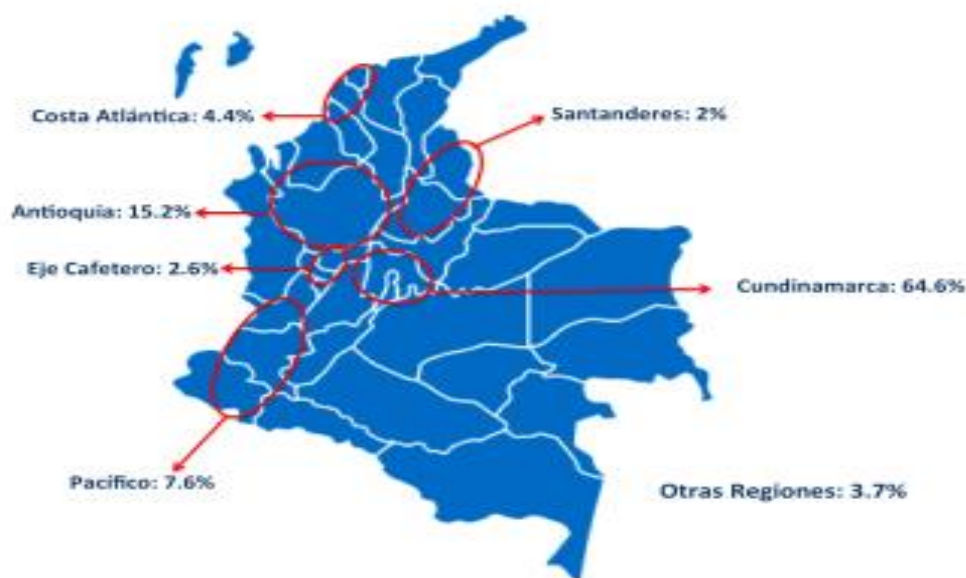 Costa Atlántica: 4.4%
Santanderes: 2%
Antioquia: 15.2%
Eje Cafetero: 2.6%
Cundinamarca: 64.6%
Pacífico: 7.6%
Otras Regiones: 3.7%